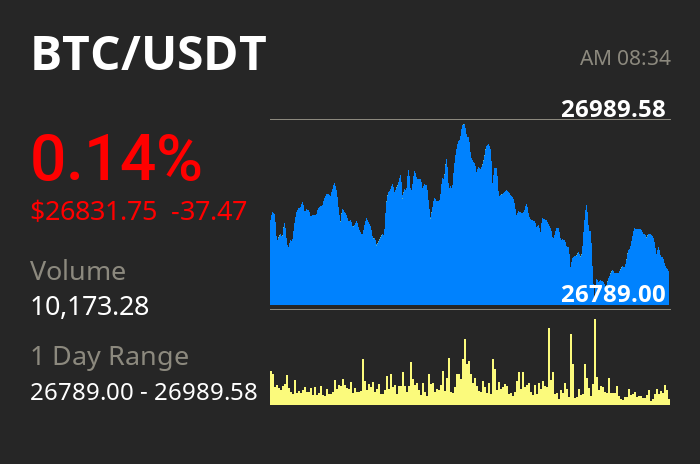 BTC/USDT
AM 08:34
26989.58
0.14%
$26831.75 -37.47
Volume
10,173.28
26789.00
1 Day Range
26789.00 - 26989.58